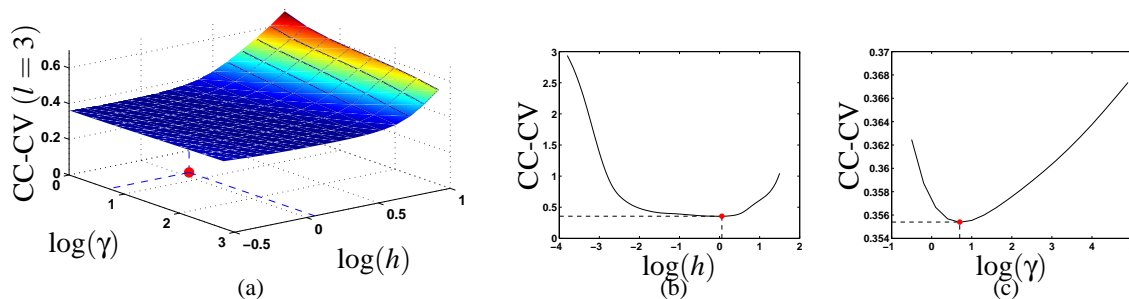 CC-CV (l = 3)
0.6
0.4
0.2
0
0
1
2
3
−0.5
0
0.5
1
log(γ)
log(h)
(a)
CC-CV
3
2.5
2
1.5
1
0.5
0
−4 −3 −2 −1 0 1 2
log(h)
(b)
CC-CV
0.37
0.368
0.366
0.364
0.362
0.36
0.358
0.356
0.354
−1 0 1 2 3 4 5
log(γ)
(c)